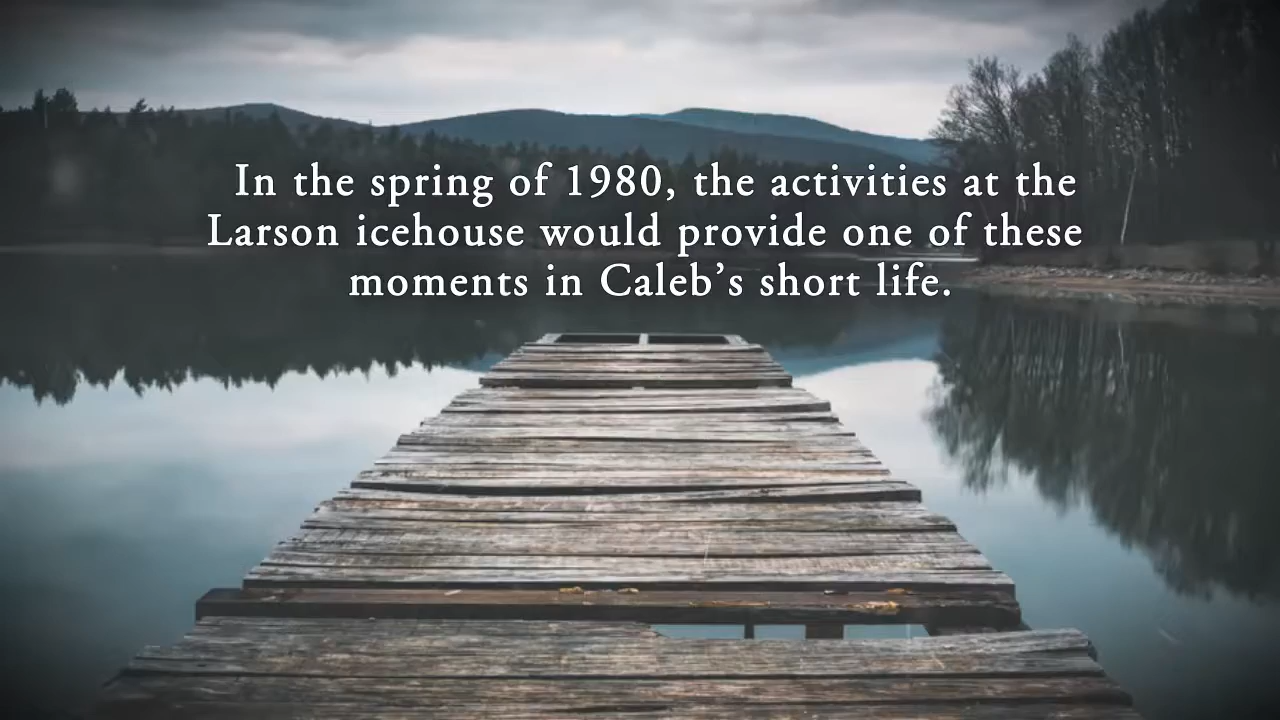 In the spring of 1980, the activities at the
Larson icehouse would provide one of these
moments in Caleb’s short life.